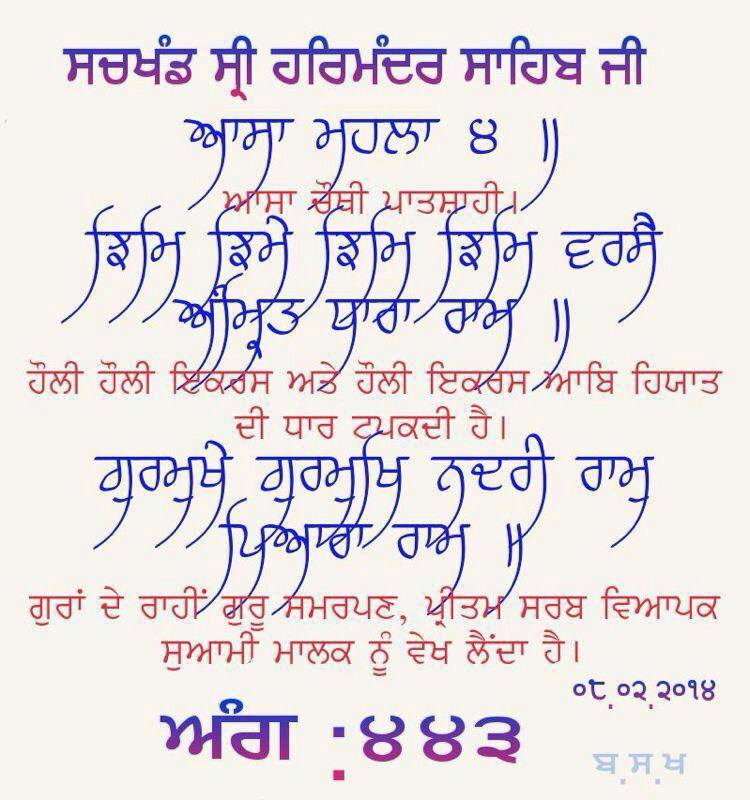 ਸਚਖੰਡ ਸ੍ਰੀ ਹਰਿਮੰਦਰ ਸਾਹਿਬ ਜੀ
ਆਸਾ ਮਹਲਾ ੪ ॥
ਆਸਾ ਚੌਥੀ ਪਾਤਸ਼ਾਹੀ।
ਝਿਮਿ ਝਿਮੇ ਝਿਮਿ ਝਿਮਿ ਵਰਸੈ
ਅੰਮ੍ਰਿਤ ਧਾਰਾ ਰਾਮ ॥
ਹੌਲੀ ਹੌਲੀ ਇਕਰਸ ਅਤੇ ਹੌਲੀ ਇਕਰਸ ਆਬਿ ਹਿਯਾਤ
ਦੀ ਧਾਰ ਟਪਕਦੀ ਹੈ।
ਗੁਰਮੁਖੇ ਗੁਰਮੁਖਿ ਨਦਰੀ ਰਾਮੁ
ਪਿਆਰਾ ਰਾਮ ॥
ਗੁਰਾਂ ਦੇ ਰਾਹੀਂ ਗੁਰੂ ਸਮਰਪਣ, ਪ੍ਰੀਤਮ ਸਰਬ ਵਿਆਪਕ
ਸੁਆਮੀ ਮਾਲਕ ਨੂੰ ਵੇਖ ਲੈਂਦਾ ਹੈ।
੦੮.੦੨.੨੦੧੪
ਅੰਗ :੪੪੩
ਬ.ਸ.ਖ